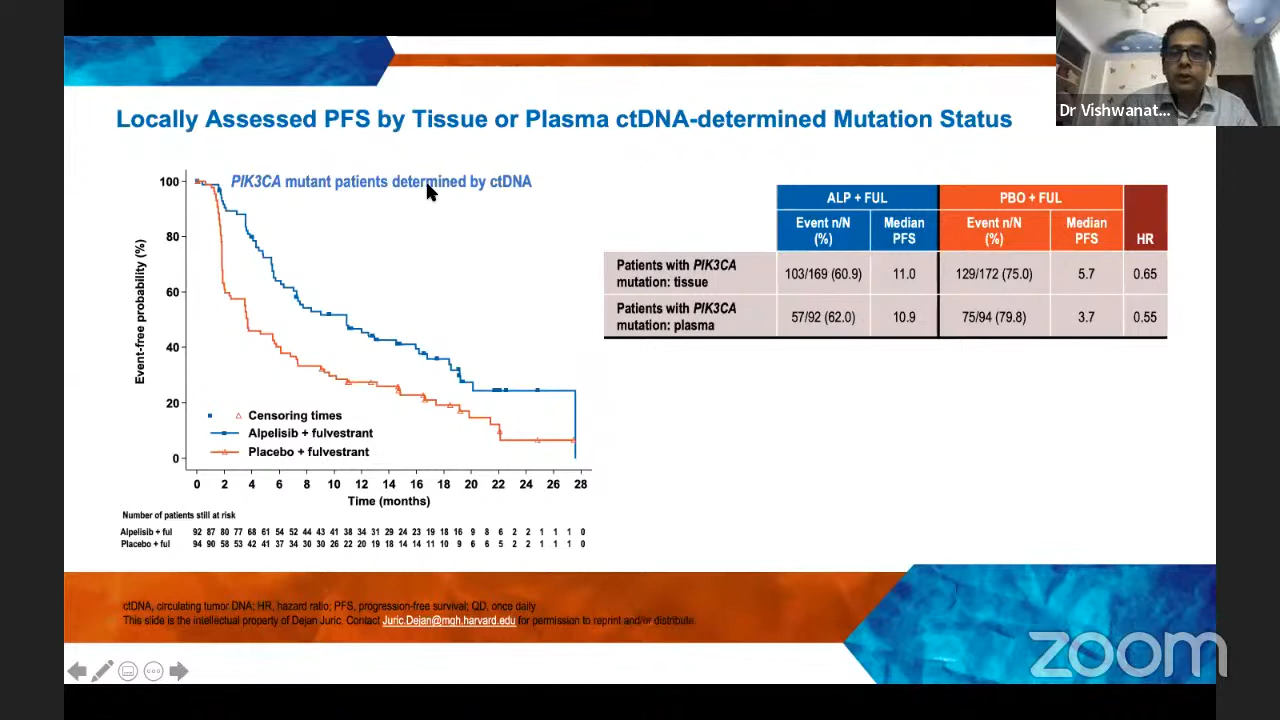 Dr Vishwanat...
Locally Assessed PFS by Tissue or Plasma ctDNA-determined Mutation Status
PIK3CA mutant patients determined by ctDNA
Event-free probability (%)
100
80
60
40
20
0
Censoring times
Alpelisib + fulvestrant
Placebo + fulvestrant
0 2 4 6 8 10 12 14 16 18 20 22 24 26 28
Time (months)
Number of patients still at risk
Alpelisib + ful 92 87 80 77 68 61 54 52 44 43 41 38 34 31 29 24 23 19 18 16 9 8 6 2 2 1 1 1 0
Placebo + ful 94 90 58 53 42 41 37 34 30 30 26 22 20 19 18 14 14 11 10 9 6 6 5 2 2 1 1 1 0
ALP + FUL PBO + FUL HR
Event n/N (%) Median PFS Event n/N (%) Median PFS
Patients with PIK3CA mutation: tissue 103/169 (60.9) 11.0 129/172 (75.0) 5.7 0.65
Patients with PIK3CA mutation: plasma 57/92 (62.0) 10.9 75/94 (79.8) 3.7 0.55
ctDNA, circulating tumor DNA; HR, hazard ratio; PFS, progression-free survival; QD, once daily
This slide is the intellectual property of Dejan Juric. Contact Juric.Dejan@mgh.harvard.edu for permission to reprint and/or distribute.
zoom